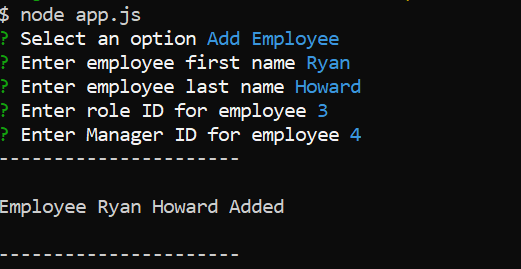 $ node app.js
? Select an option Add Employee
? Enter employee first name Ryan
? Enter employee last name Howard
? Enter role ID for employee 3
? Enter Manager ID for employee 4
----------------------
Employee Ryan Howard Added
----------------------